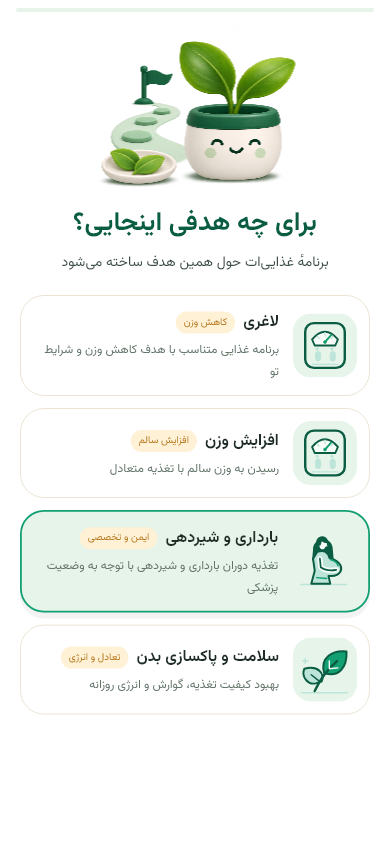 برای چه هدفی اینجایی؟
برنامهٔ غذایی‌ات حول همین هدف ساخته می‌شود
لاغری کاهش وزن
برنامه غذایی متناسب با هدف کاهش وزن و شرایط
تو
افزایش وزن افزایش سالم
رسیدن به وزن سالم با تغذیه متعادل
بارداری و شیردهی ایمن و تخصصی
تغذیه دوران بارداری و شیردهی با توجه به وضعیت
پزشکی
سلامت و پاکسازی بدن تعادل و انرژی
بهبود کیفیت تغذیه، گوارش و انرژی روزانه